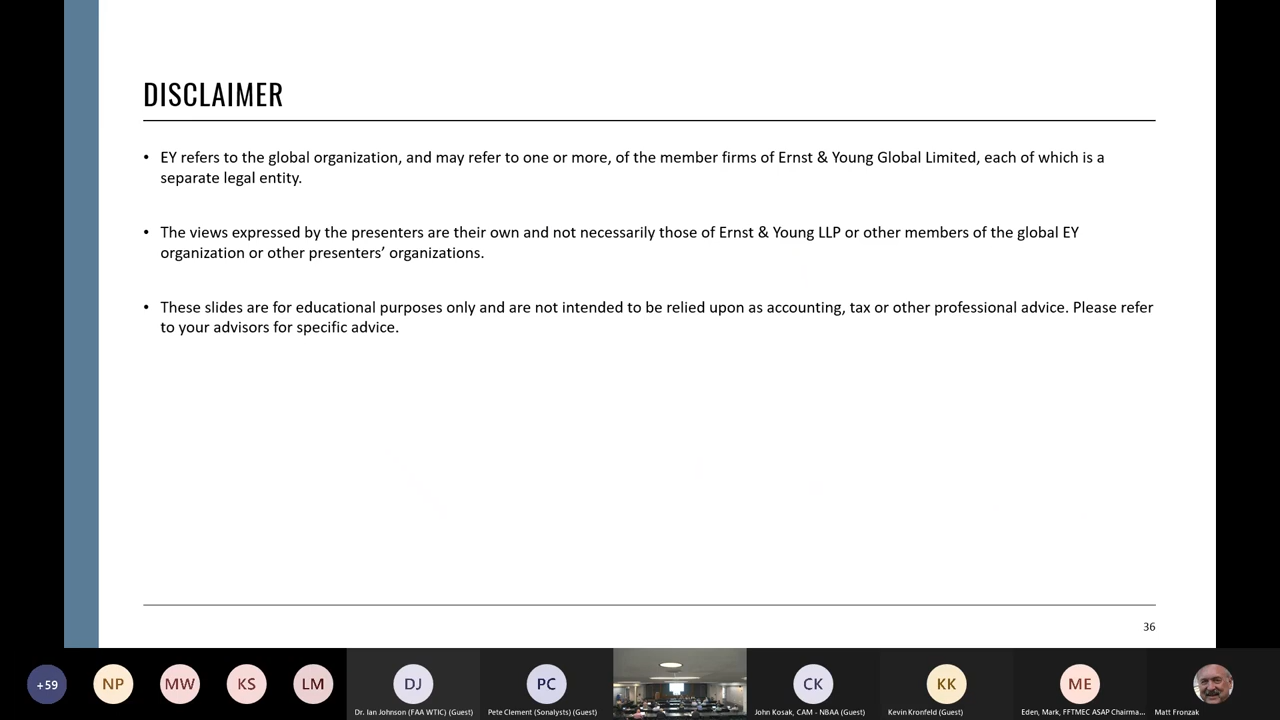 DISCLAIMER
• EY refers to the global organization, and may refer to one or more, of the member firms of Ernst & Young Global Limited, each of which is a
separate legal entity.
• The views expressed by the presenters are their own and not necessarily those of Ernst & Young LLP or other members of the global EY
organization or other presenters’ organizations.
• These slides are for educational purposes only and are not intended to be relied upon as accounting, tax or other professional advice. Please refer
to your advisors for specific advice.
36
+59
NP
MW
KS
LM
DJ
Dr. Ian Johnson (FAA WTIC) (Guest)
PC
Pete Clement (Sonalysts) (Guest)
CK
John Kosak, CAM - NBAA (Guest)
KK
Kevin Kronfeld (Guest)
ME
Eden, Mark, FFTMEC ASAP Chairma...
Matt Fronzak